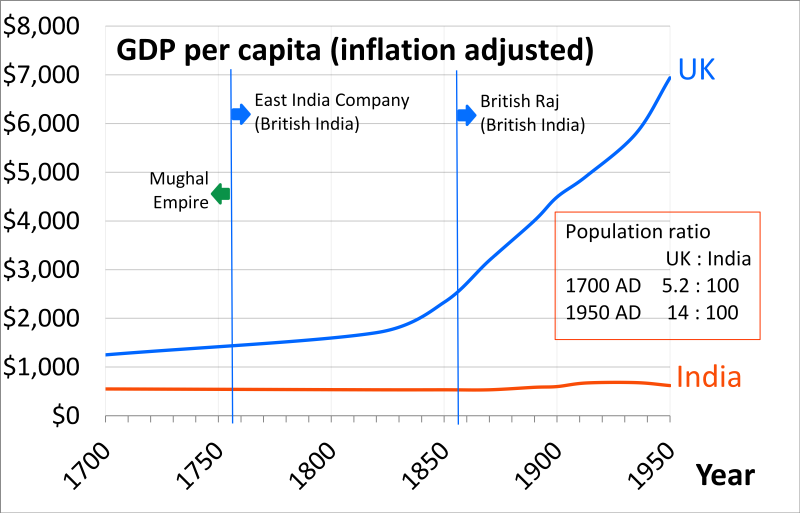 GDP per capita (inflation adjusted)
$8,000
$7,000
$6,000
$5,000
$4,000
$3,000
$2,000
$1,000
$0
UK
East India Company
(British India)
British Raj
(British India)
Mughal
Empire
Population ratio
UK : India
1700 AD 5.2 : 100
1950 AD 14 : 100
India
1700
1750
1800
1850
1900
1950
Year